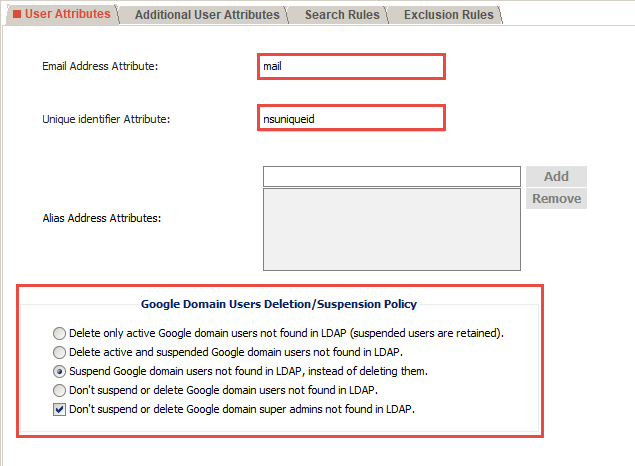 User Attributes Additional User Attributes Search Rules Exclusion Rules
Email Address Attribute: mail
Unique identifier Attribute: nsuniqueid
Add
Remove
Alias Address Attributes:
Google Domain Users Deletion/Suspension Policy
Delete only active Google domain users not found in LDAP (suspended users are retained).
Delete active and suspended Google domain users not found in LDAP.
Suspend Google domain users not found in LDAP, instead of deleting them.
Don't suspend or delete Google domain users not found in LDAP.
Don't suspend or delete Google domain super admins not found in LDAP.